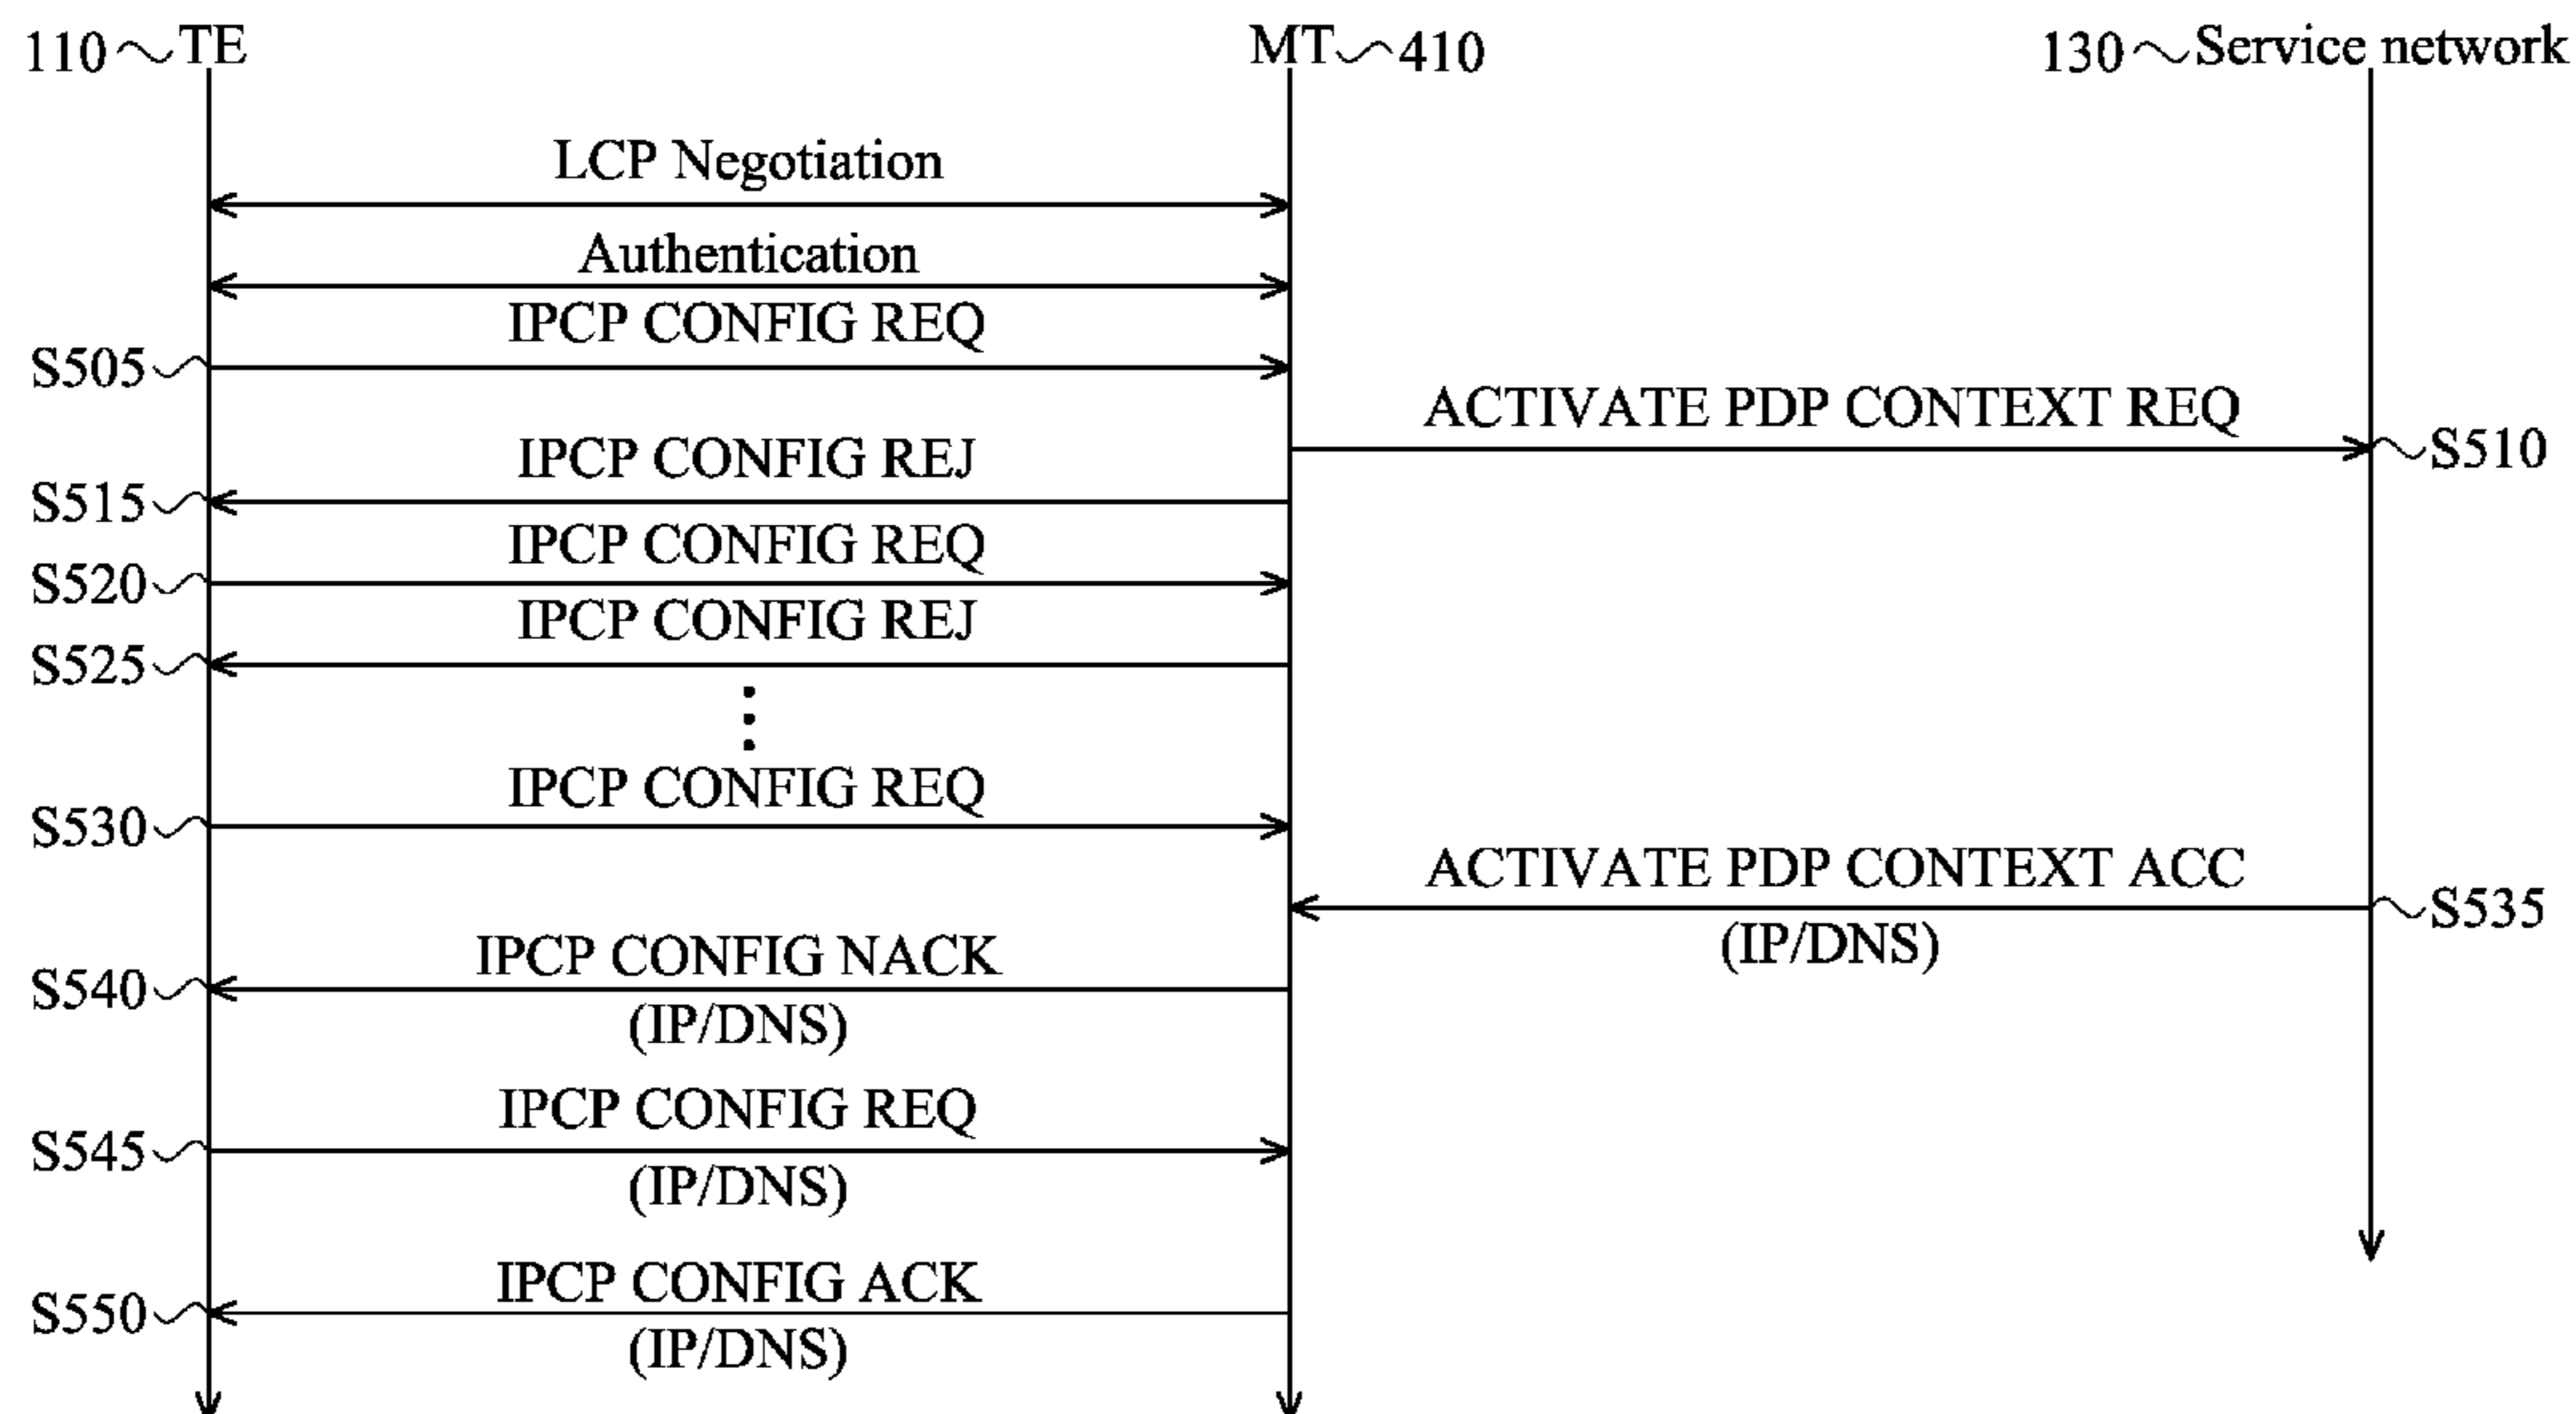 110 TE MT 410 130 Service network
LCP Negotiation
Authentication
IPCP CONFIG REQ
S505
ACTIVATE PDP CONTEXT REQ
S510
IPCP CONFIG REJ
S515
IPCP CONFIG REQ
S520
IPCP CONFIG REJ
S525
IPCP CONFIG REQ
S530
ACTIVATE PDP CONTEXT ACC
S535
(IP/DNS)
IPCP CONFIG NACK
S540
(IP/DNS)
IPCP CONFIG REQ
S545
(IP/DNS)
IPCP CONFIG ACK
S550
(IP/DNS)